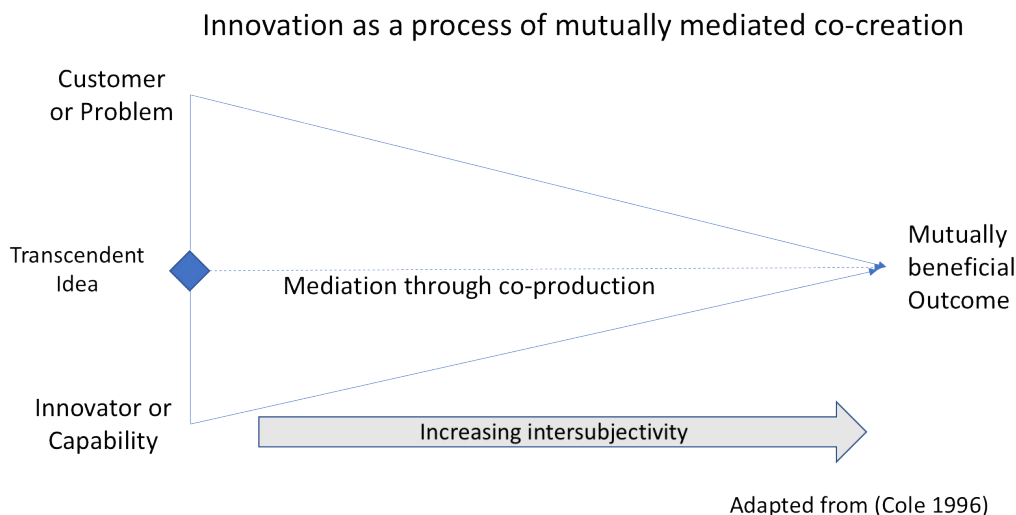 Innovation as a process of mutually mediated co-creation
Customer
or Problem
Transcendent
Idea
Mediation through co-production
Mutually
beneficial
Outcome
Innovator or
Capability
Increasing intersubjectivity
Adapted from (Cole 1996)